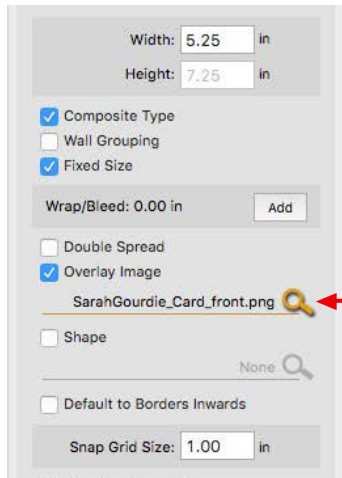 Width: 5.25 in
Height: 7.25 in
Composite Type
Wall Grouping
Fixed Size
Wrap/Bleed: 0.00 in Add
Double Spread
Overlay Image
SarahGourdie_Card_front.png
Shape
None
Default to Borders Inwards
Snap Grid Size: 1.00 in